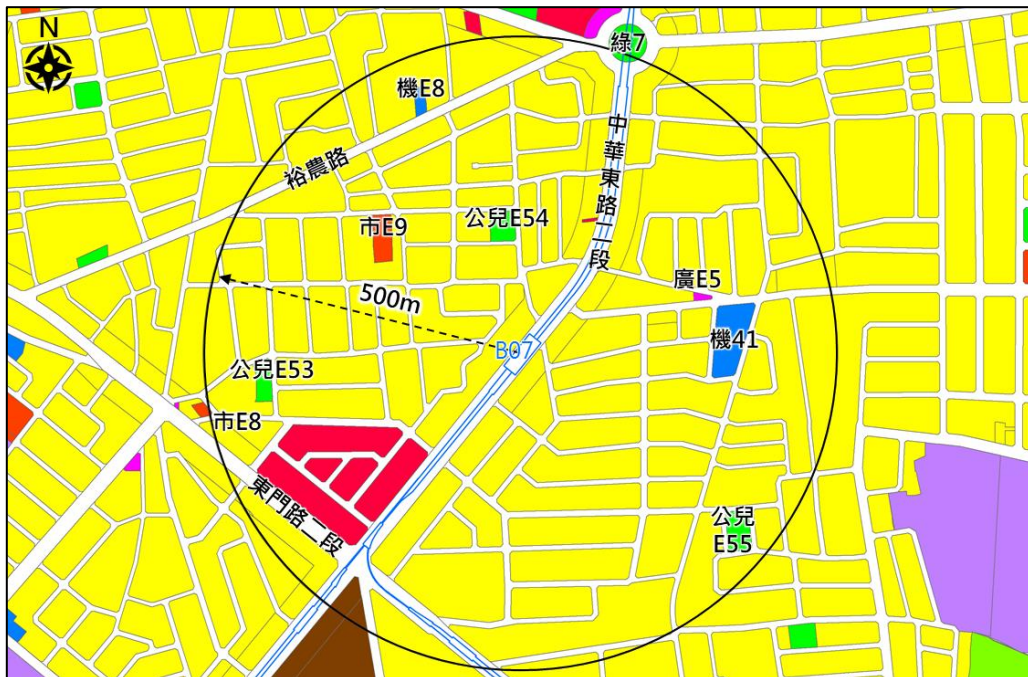 N
綠7
機E8
中華東路二段
裕農路
市E9
公兒E54
廣E5
500m
機41
B07
公兒E53
市E8
東門路二段
公兒
E55